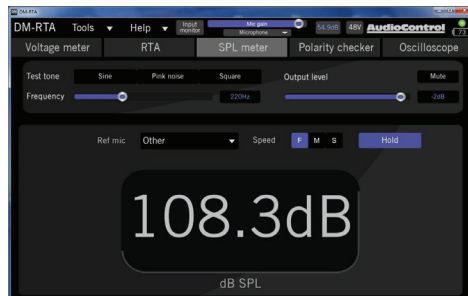 DM-RTA
DM-RTA Tools Help Input monitor Mic gain Microphone 54.9dB 48V AudioControl 73
Voltage meter RTA SPL meter Polarity checker Oscilloscope
Test tone Sine Pink noise Square Output level Mute
Frequency 220Hz -2dB
Ref mic Other Speed F M S Hold
108.3dB
dB SPL